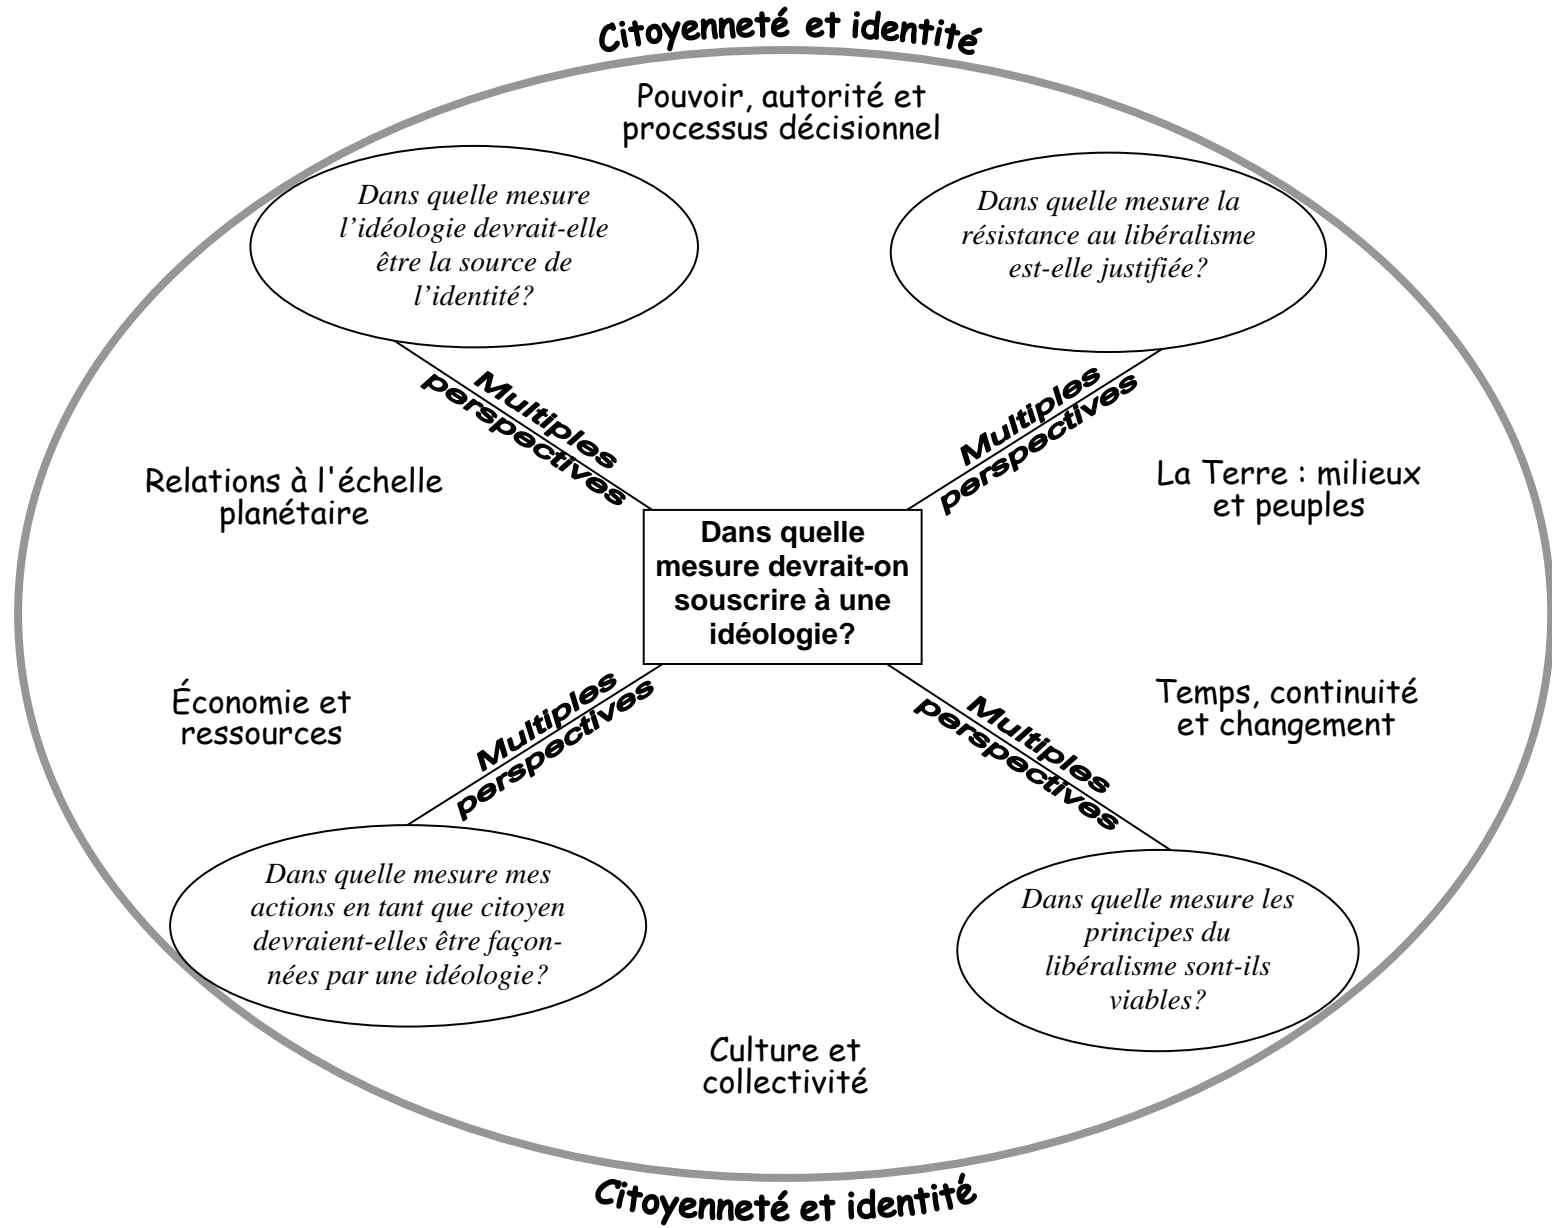 Citoyenneté et identité
Pouvoir, autorité et
processus décisionnel
Dans quelle mesure
l'idéologie devrait-elle
être la source de
l'identité?
Dans quelle mesure la
résistance au libéralisme
est-elle justifiée?
Multiples
perspectives
Multiples
perspectives
Relations à l'échelle
planétaire
La Terre : milieux
et peuples
Dans quelle
mesure devrait-on
souscrire à une
idéologie?
Économie et
ressources
Temps, continuité
et changement
Multiples
perspectives
Multiples
perspectives
Dans quelle mesure mes
actions en tant que citoyen
devraient-elles être façon-
nées par une idéologie?
Dans quelle mesure les
principes du
libéralisme sont-ils
viables?
Culture et
collectivité
Citoyenneté et identité